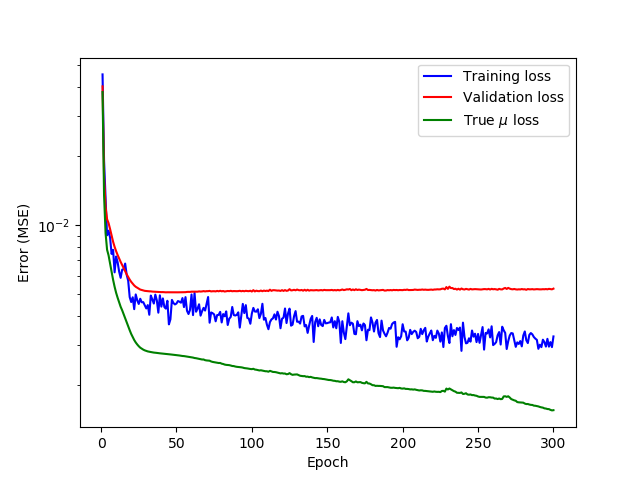 Training loss
Validation loss
True μ loss
10⁻²
Error (MSE)
0 50 100 150 200 250 300
Epoch